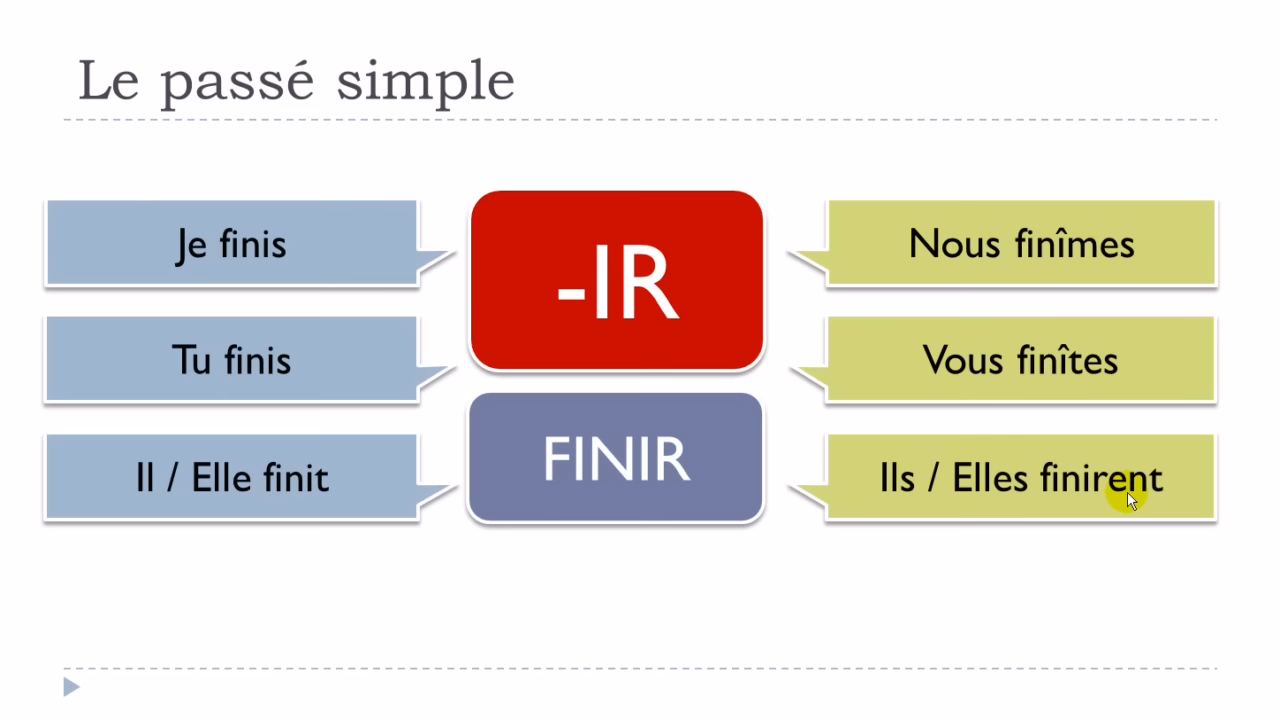 Le passé simple
Je finis
Tu finis
Il / Elle finit
-IR
FINIR
Nous finîmes
Vous finîtes
Ils / Elles finirent